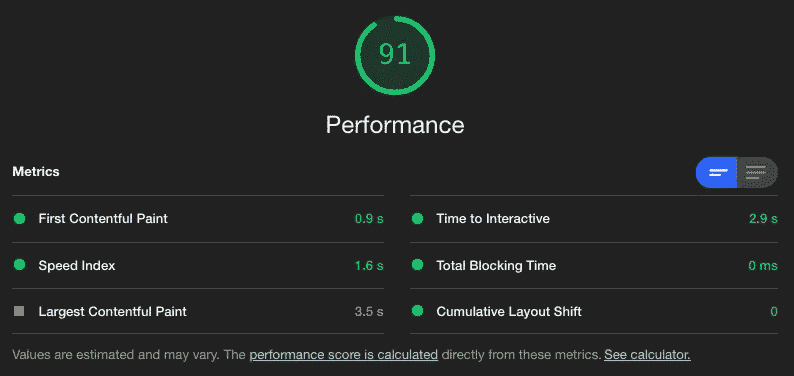 91
Performance
Metrics
First Contentful Paint 0.9 s
Time to Interactive 2.9 s
Speed Index 1.6 s
Total Blocking Time 0 ms
Largest Contentful Paint 3.5 s
Cumulative Layout Shift 0
Values are estimated and may vary. The performance score is calculated directly from these metrics. See calculator.